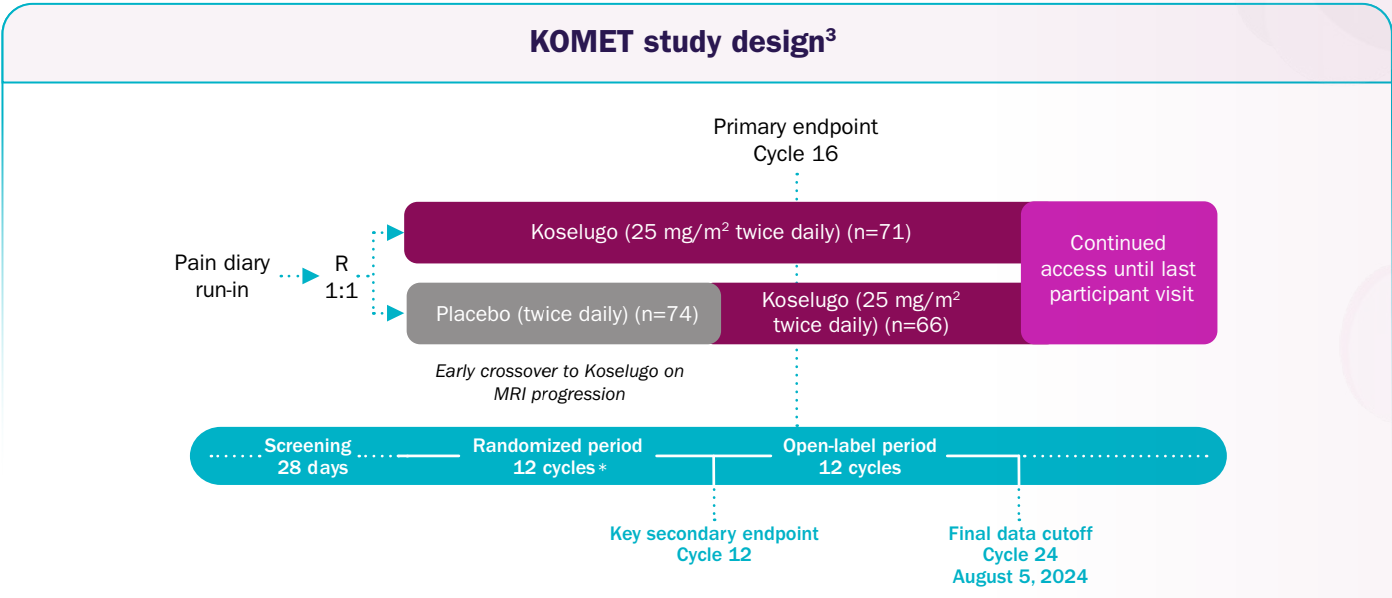 KOMET study design³
Primary endpoint
Cycle 16
Pain diary
run-in
R
1:1
Koselugo (25 mg/m² twice daily) (n=71)
Placebo (twice daily) (n=74)
Koselugo (25 mg/m²
twice daily) (n=66)
Continued
access until last
participant visit
Early crossover to Koselugo on
MRI progression
Screening
28 days
Randomized period
12 cycles*
Open-label period
12 cycles
Key secondary endpoint
Cycle 12
Final data cutoff
Cycle 24
August 5, 2024